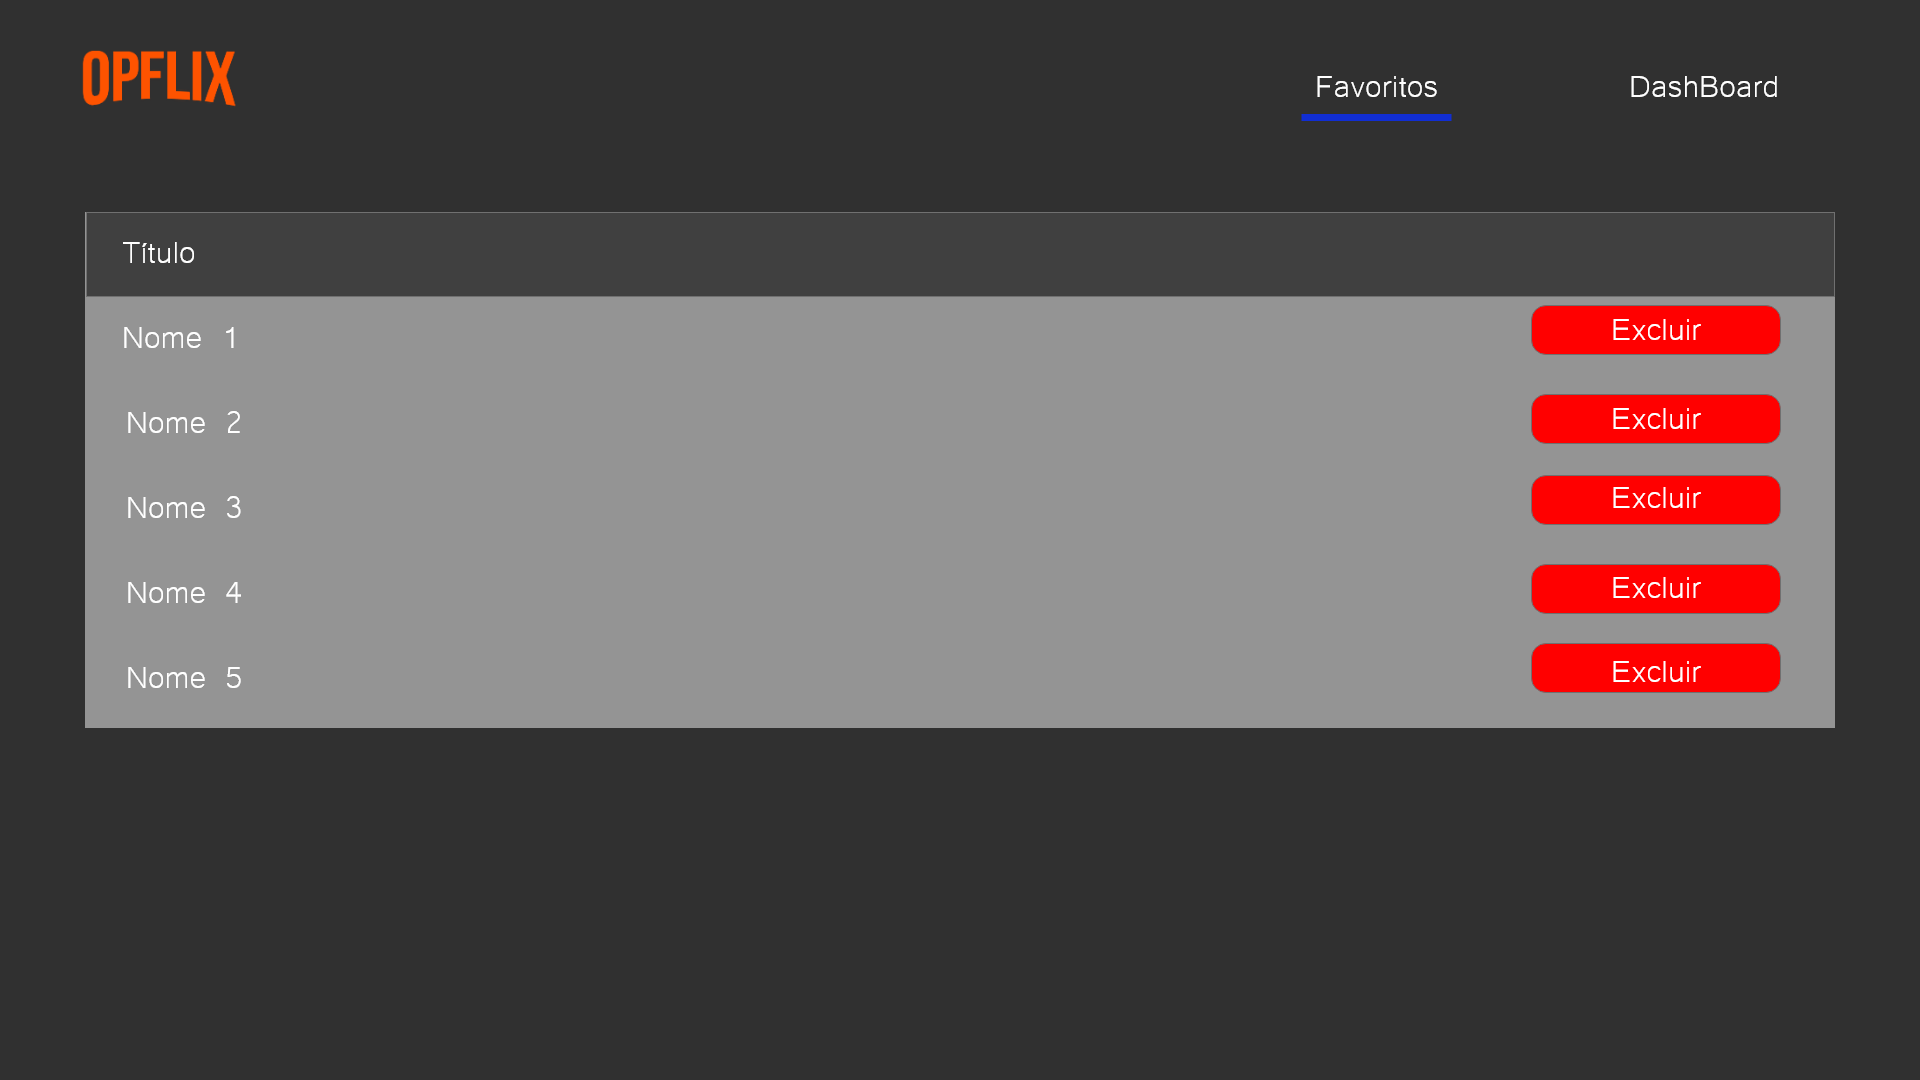 OPFLIX
Favoritos DashBoard
Título
Nome 1 Excluir
Nome 2 Excluir
Nome 3 Excluir
Nome 4 Excluir
Nome 5 Excluir